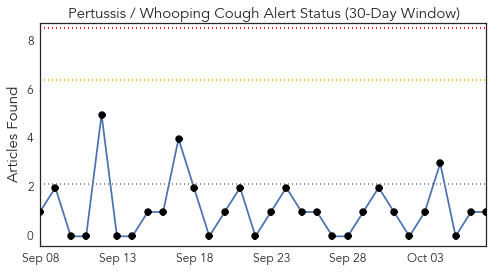 Pertussis / Whooping Cough Alert Status (30-Day Window)
Articles Found
8
6
4
2
0
Sep 08 Sep 13 Sep 18 Sep 23 Sep 28 Oct 03